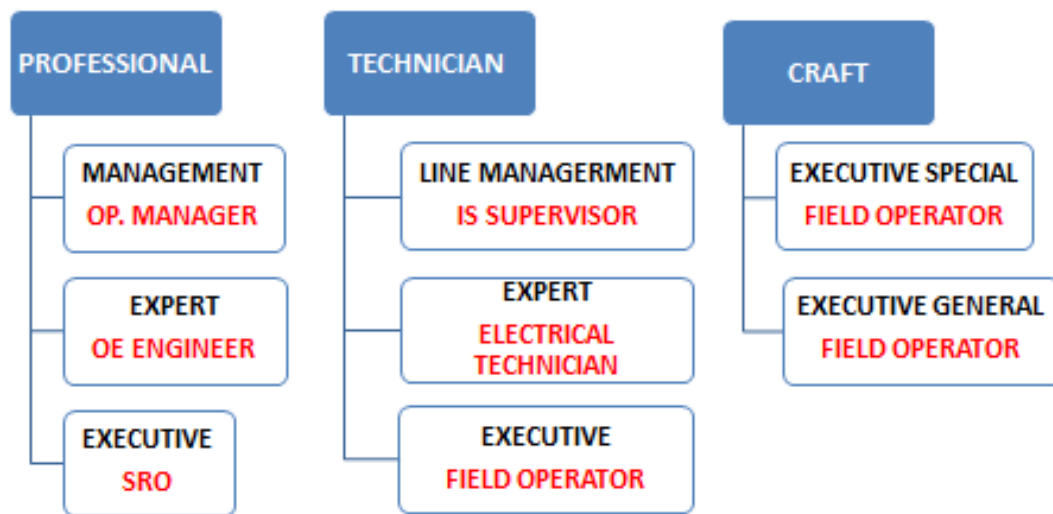 PROFESSIONAL
MANAGEMENT
OP. MANAGER
EXPERT
OE ENGINEER
EXECUTIVE
SRO
TECHNICIAN
LINE MANAGERMENT
IS SUPERVISOR
EXPERT
ELECTRICAL
TECHNICIAN
EXECUTIVE
FIELD OPERATOR
CRAFT
EXECUTIVE SPECIAL
FIELD OPERATOR
EXECUTIVE GENERAL
FIELD OPERATOR